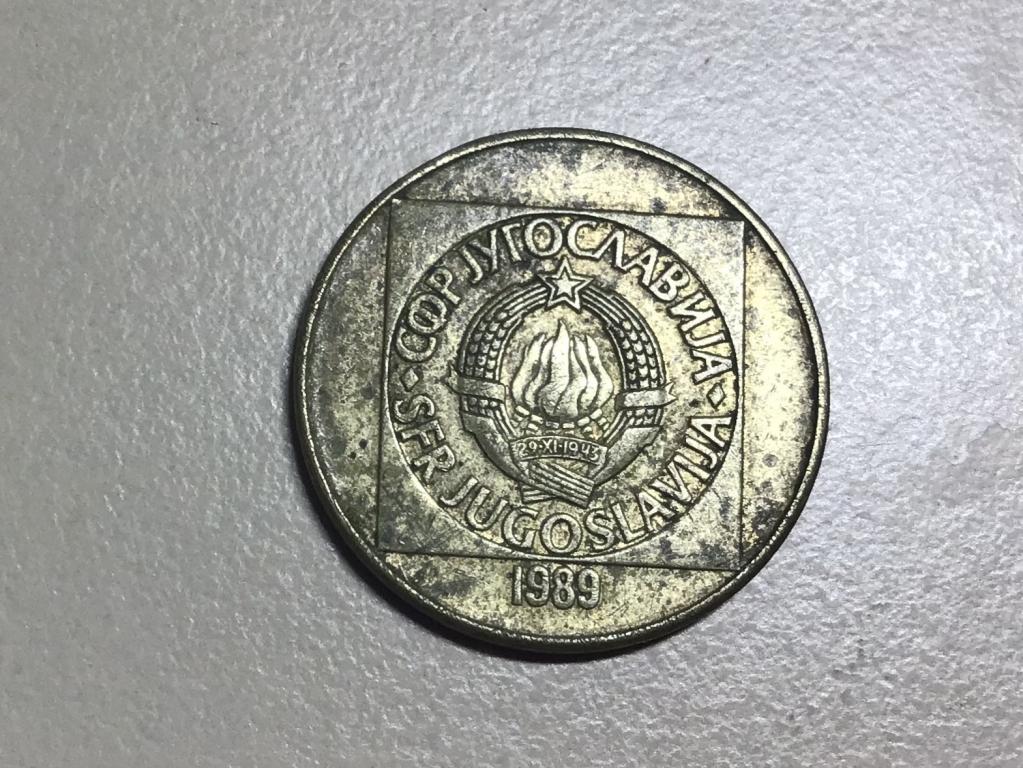 СФР ЈУГОСЛАВИЈА
SFR JUGOSLAVIJA
29·XI·1943
1989